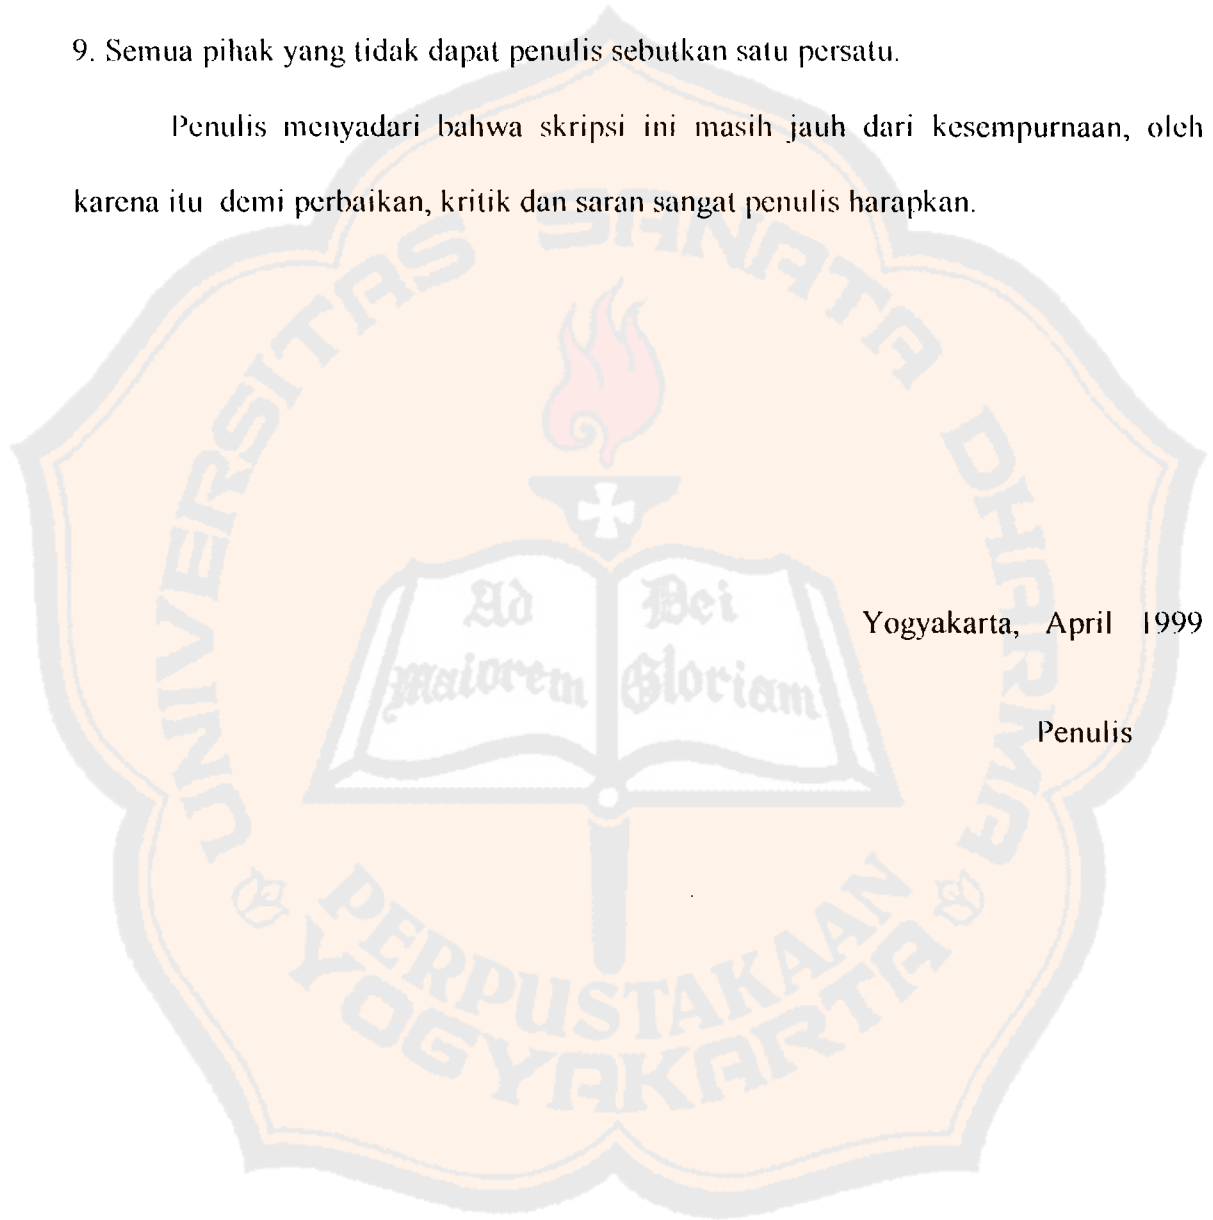 9. Semua pihak yang tidak dapat penulis sebutkan satu persatu.
Penulis menyadari bahwa skripsi ini masih jauh dari kesempurnaan, oleh
karena itu demi perbaikan, kritik dan saran sangat penulis harapkan.
UNIVERSITAS SANATA DHARMA
Ad Dei
Maiorem Gloriam
Yogyakarta, April 1999
Penulis
PERPUSTAKAAN
YOGYAKARTA